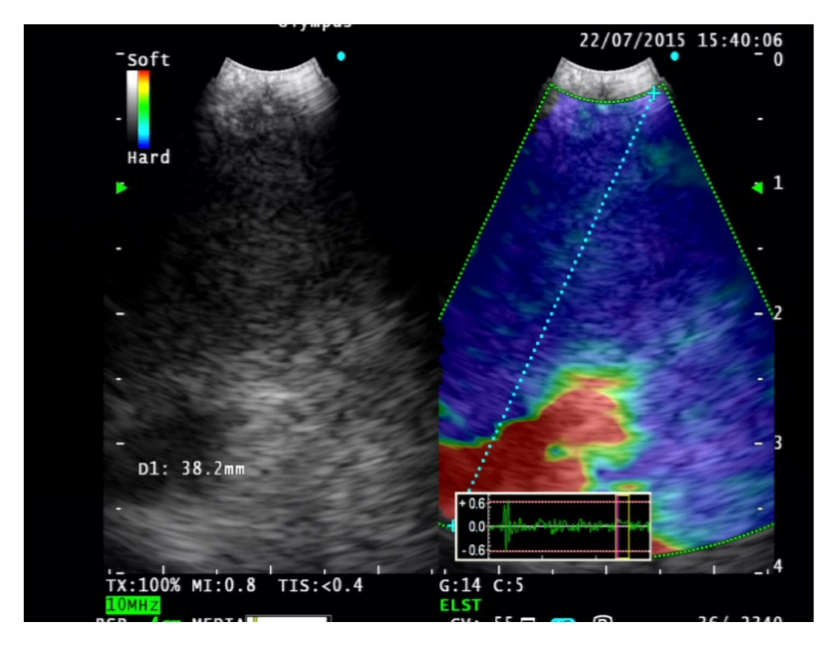 22/07/2015 15:40:06
Soft
Hard
0
1
2
3
4
D1: 38.2mm
+ 0.6
0.0
- 0.6
TX:100% MI:0.8 TIS:<0.4
G:14 C:5
10MHz
ELST